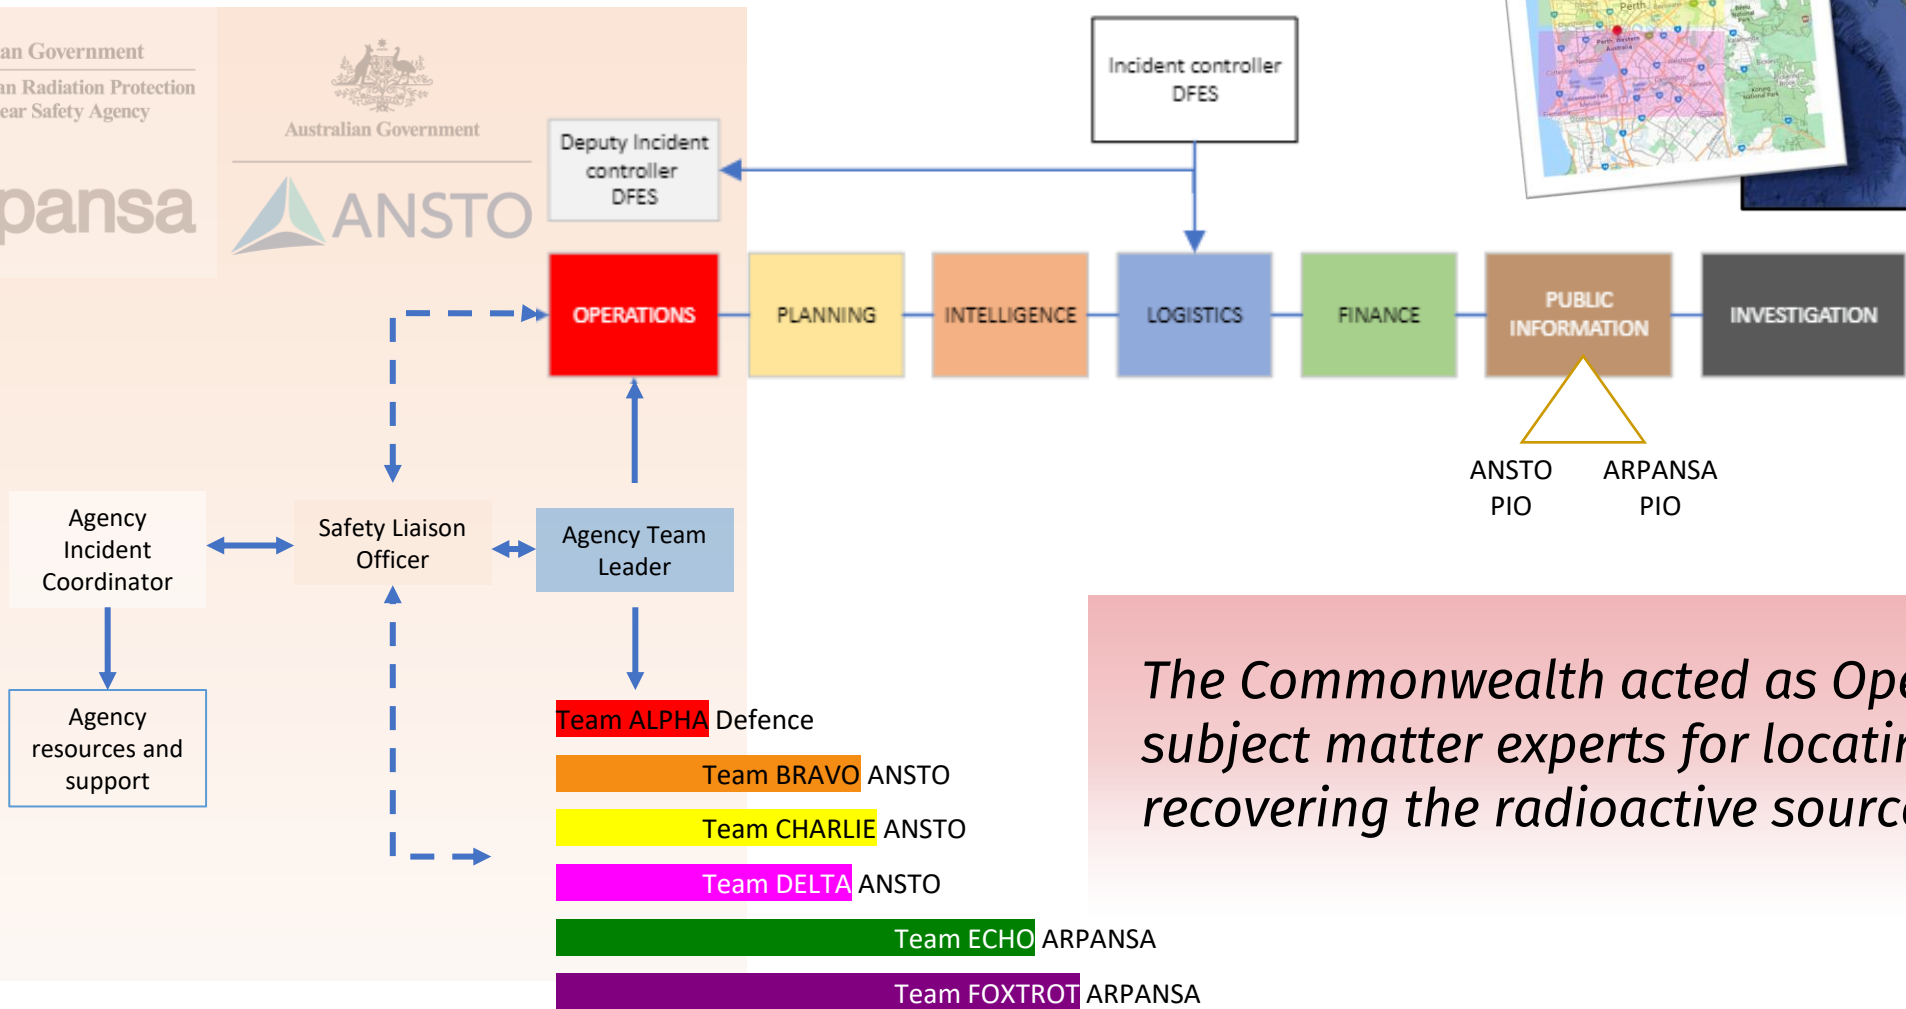 an Government
an Radiation Protection
ear Safety Agency
pansa
Australian Government
ANSTO
Incident controller
DFES
Deputy Incident
controller
DFES
Perth
OPERATIONS
PLANNING
INTELLIGENCE
LOGISTICS
FINANCE
PUBLIC
INFORMATION
INVESTIGATION
ANSTO
PIO
ARPANSA
PIO
Agency
Incident
Coordinator
Safety Liaison
Officer
Agency Team
Leader
Agency
resources and
support
Team ALPHA Defence
Team BRAVO ANSTO
Team CHARLIE ANSTO
Team DELTA ANSTO
Team ECHO ARPANSA
Team FOXTROT ARPANSA
The Commonwealth acted as Ope
subject matter experts for locatin
recovering the radioactive source